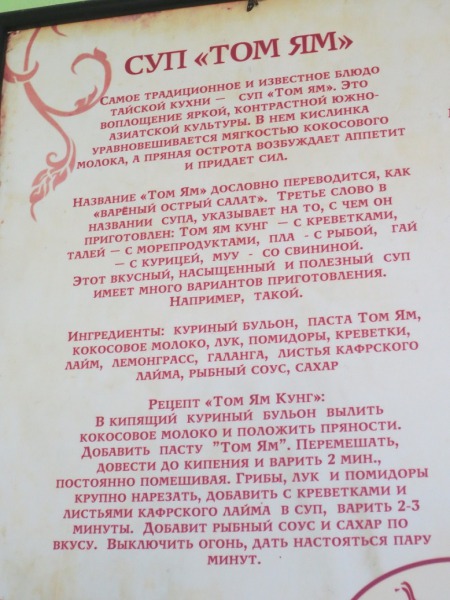 СУП «ТОМ ЯМ»
Самое традиционное и известное блюдо
тайской кухни – суп «Том ям». Это
воплощение яркой, контрастной южно-
азиатской культуры. В нем кислинка
уравновешивается мягкостью кокосового
молока, а пряная острота возбуждает аппетит
и придает сил.
Название «Том Ям» дословно переводится, как
«варёный острый салат». Третье слово в
названии супа, указывает на то, с чем он
приготовлен: Том ям кунг – с креветками,
талей – с морепродуктами, пла - с рыбой, гай
– с курицей, муу - со свининой.
Этот вкусный, насыщенный и полезный суп
имеет много вариантов приготовления.
Например, такой.
Ингредиенты: куриный бульон, паста Том Ям,
кокосовое молоко, лук, помидоры, креветки,
лайм, лемонграсс, галанга, листья кафрского
лайма, рыбный соус, сахар
Рецепт «Том Ям Кунг»:
В кипящий куриный бульон вылить
кокосовое молоко и положить пряности.
Добавить пасту "Том Ям". Перемешать,
довести до кипения и варить 2 мин.,
постоянно помешивая. Грибы, лук и помидоры
крупно нарезать, добавить с креветками и
листьями кафрского лайма в суп, варить 2-3
минуты. Добавит рыбный соус и сахар по
вкусу. Выключить огонь, дать настояться пару
минут.